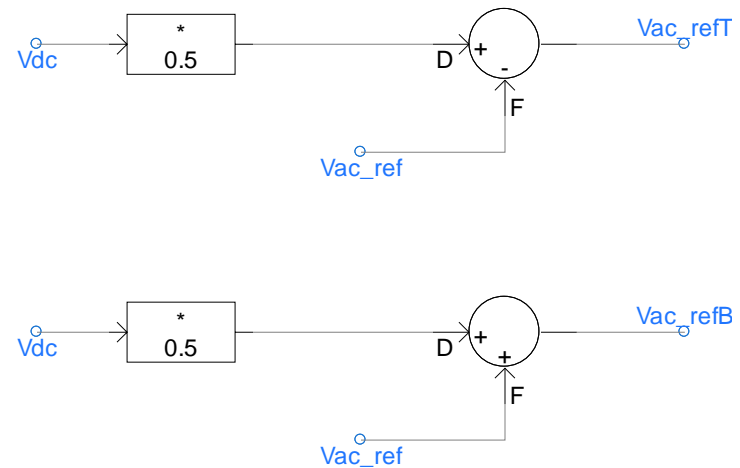 Vdc
*
0.5
D
+
-
F
Vac_refT
Vac_ref
Vdc
*
0.5
D
+
+
F
Vac_refB
Vac_ref